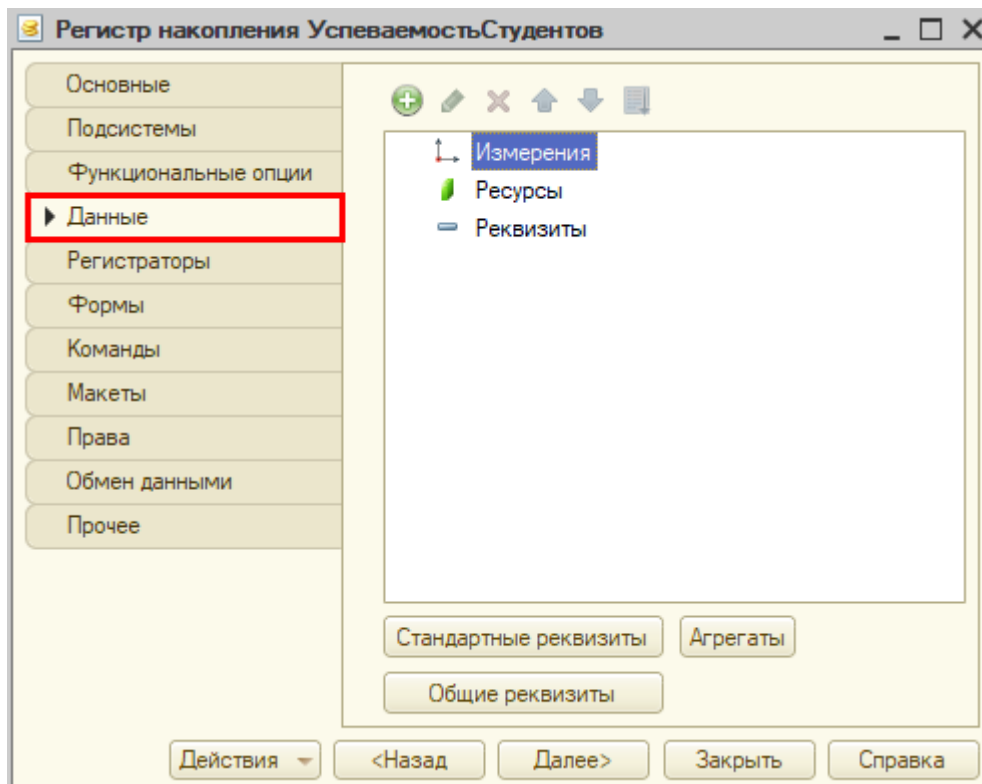 Регистр накопления УспеваемостьСтудентов
Основные
Подсистемы
Функциональные опции
Данные
Регистраторы
Формы
Команды
Макеты
Права
Обмен данными
Прочее
Измерения
Ресурсы
Реквизиты
Стандартные реквизиты Агрегаты
Общие реквизиты
Действия <Назад Далее> Закрыть Справка